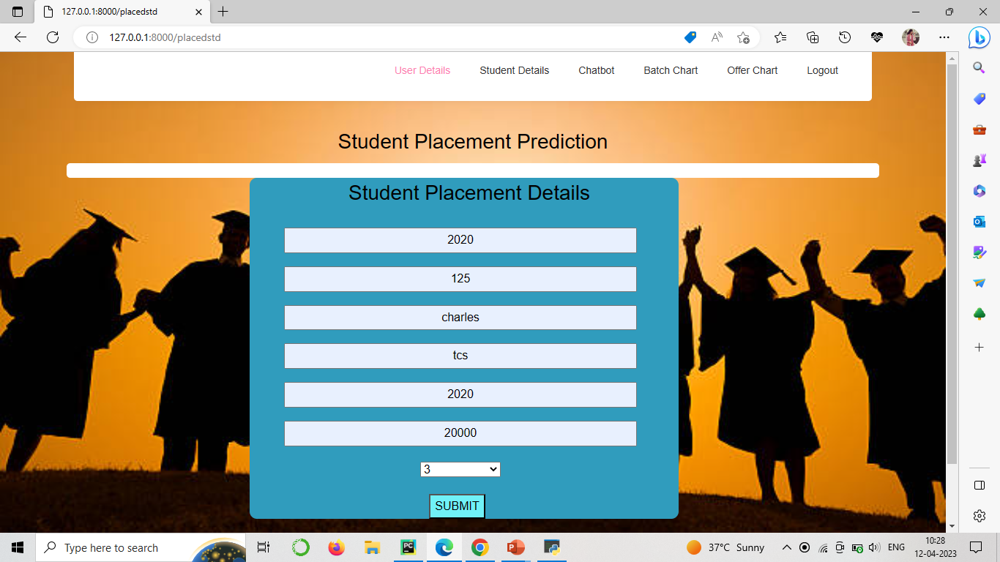 127.0.0.1:8000/placedstd
127.0.0.1:8000/placedstd
User Details Student Details Chatbot Batch Chart Offer Chart Logout
Student Placement Prediction
Student Placement Details
2020
125
charles
tcs
2020
20000
3
SUBMIT
Type here to search
37°C Sunny
ENG
10:28
12-04-2023